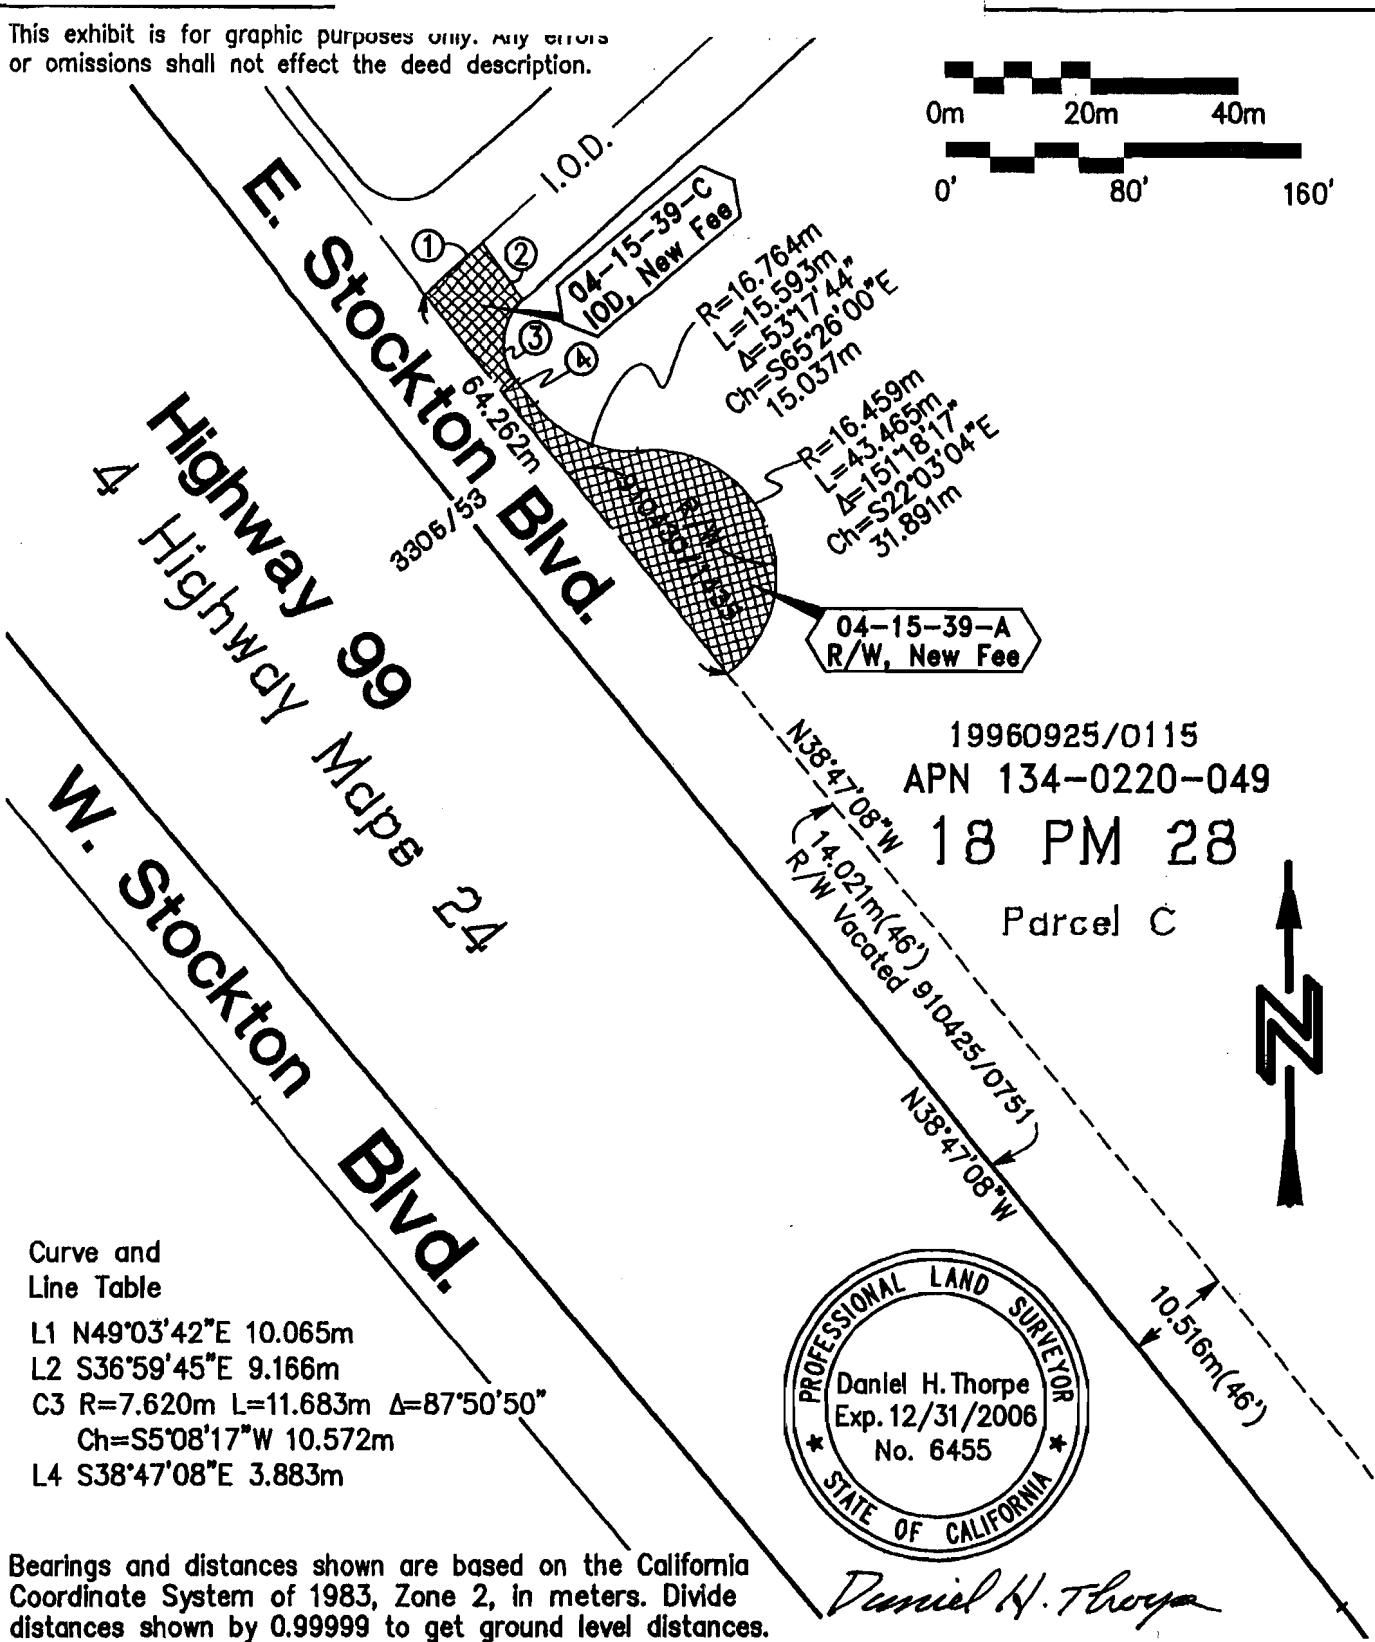 This exhibit is for graphic purposes only. Any errors
or omissions shall not effect the deed description.
0m 20m 40m
0' 80' 160'
I.O.D.
E. Stockton Blvd.
1
2
3
4
04-15-39-C
IOD, New Fee
R=16.764m
L=15.593m
Δ=53°17'44"
Ch=S65°26'00"E
15.037m
R=16.459m
L=43.465m
Δ=151°18'17"
Ch=S22°03'04"E
31.891m
64.262m
3306/53
R/W
Highway 99
4 Highway Maps 24
04-15-39-A
R/W, New Fee
19960925/0115
APN 134-0220-049
18 PM 28
Parcel C
N38°47'08"W
14.021m(46')
R/W Vacated 910425/0751
N38°47'08"W
10.516m(46')
W. Stockton Blvd.
N
Curve and
Line Table
L1 N49°03'42"E 10.065m
L2 S36°59'45"E 9.166m
C3 R=7.620m L=11.683m Δ=87°50'50"
Ch=S5°08'17"W 10.572m
L4 S38°47'08"E 3.883m
PROFESSIONAL LAND SURVEYOR
Daniel H. Thorpe
Exp. 12/31/2006
No. 6455
★ STATE OF CALIFORNIA ★
Daniel H. Thorpe
Bearings and distances shown are based on the California
Coordinate System of 1983, Zone 2, in meters. Divide
distances shown by 0.99999 to get ground level distances.